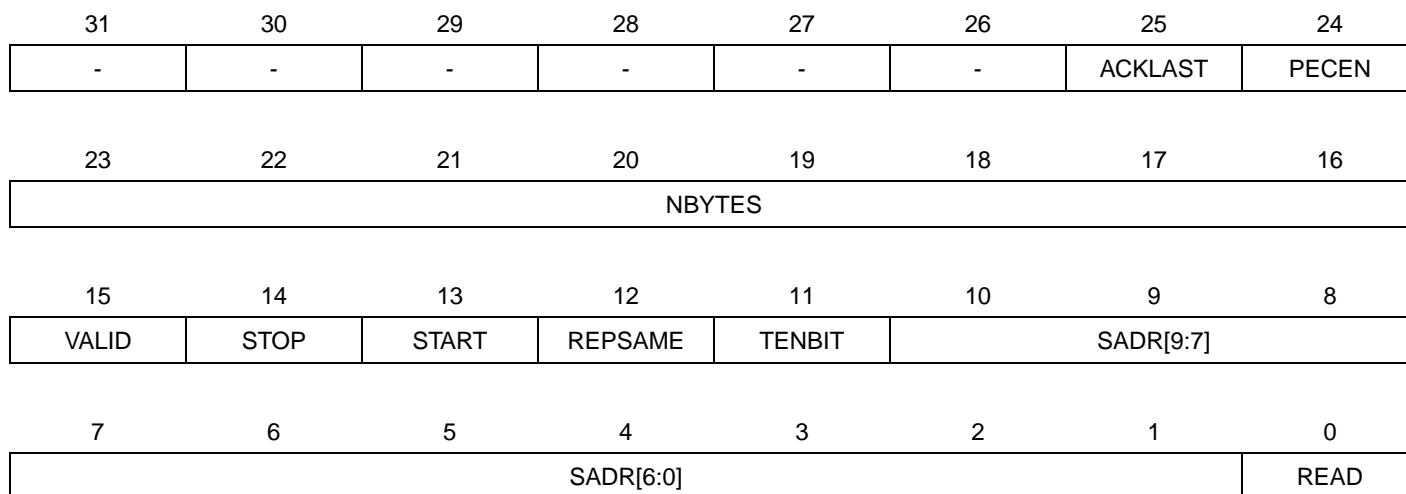 31 30 29 28 27 26 25 24
- - - - - - ACKLAST PECEN
23 22 21 20 19 18 17 16
NBYTES
15 14 13 12 11 10 9 8
VALID STOP START REPSAME TENBIT SADR[9:7]
7 6 5 4 3 2 1 0
SADR[6:0] READ